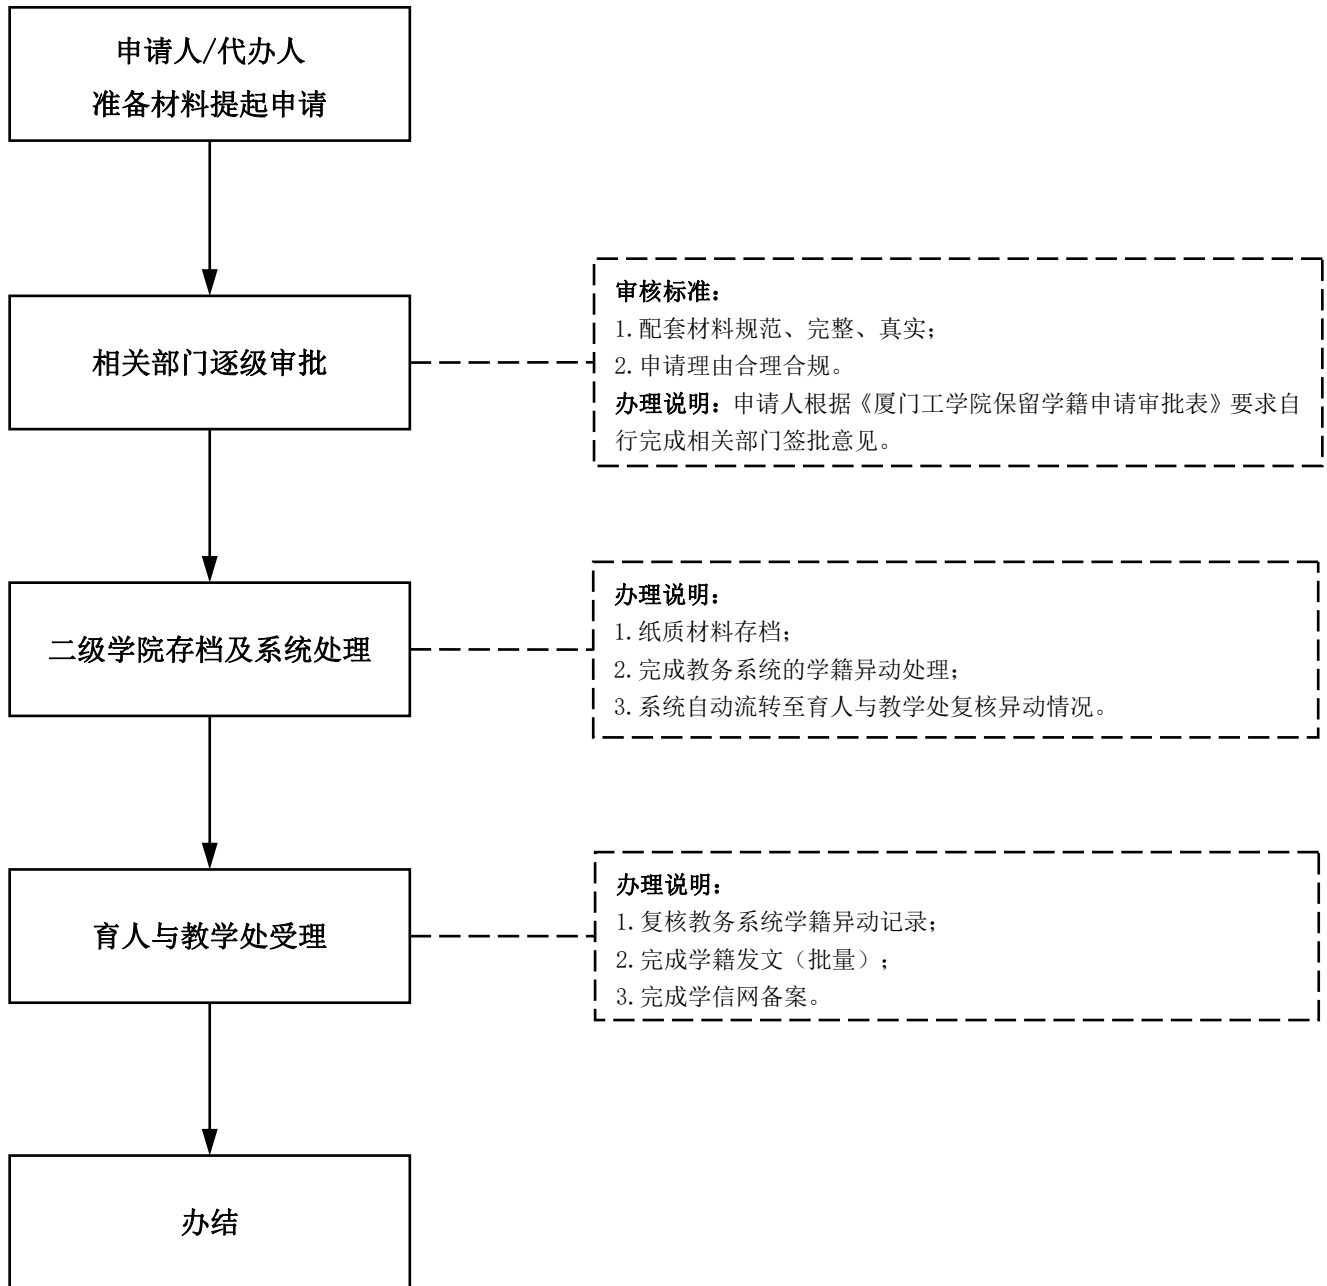 申请人/代办人
准备材料提起申请
相关部门逐级审批
审核标准：
1.配套材料规范、完整、真实；
2.申请理由合理合规。
办理说明：申请人根据《厦门工学院保留学籍申请审批表》要求自
行完成相关部门签批意见。
二级学院存档及系统处理
办理说明：
1.纸质材料存档；
2.完成教务系统的学籍异动处理；
3.系统自动流转至育人与教学处复核异动情况。
育人与教学处受理
办理说明：
1.复核教务系统学籍异动记录；
2.完成学籍发文（批量）；
3.完成学信网备案。
办结